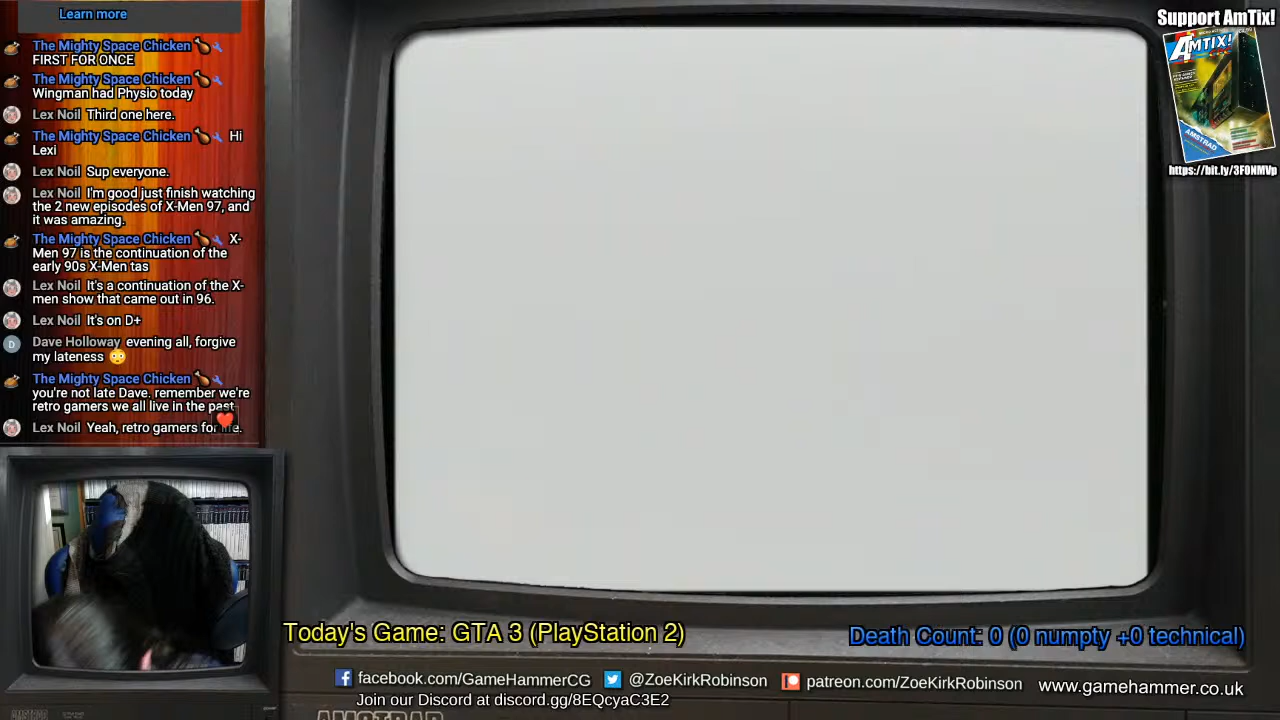 Learn more
The Mighty Space Chicken
FIRST FOR ONCE
The Mighty Space Chicken
Wingman had Physio today
Lex Noil Third one here.
The Mighty Space Chicken Hi
Lexi
Lex Noil Sup everyone.
Lex Noil I'm good just finish watching
the 2 new episodes of X-Men 97, and
it was amazing.
The Mighty Space Chicken X-
Men 97 is the continuation of the
early 90s X-Men tas
Lex Noil It's a continuation of the X-
men show that came out in 96.
Lex Noil It's on D+
D
Dave Holloway evening all, forgive
my lateness 😳
The Mighty Space Chicken
you're not late Dave. remember we're
retro gamers we all live in the past.
Lex Noil Yeah, retro gamers for life.
Support AmTix!
AMTIX!
AMSTRAD
https://bit.ly/3F0NMVp
Today's Game: GTA 3 (PlayStation 2)
Death Count: 0 (0 numpty +0 technical)
facebook.com/GameHammerCG
@ZoeKirkRobinson
patreon.com/ZoeKirkRobinson
www.gamehammer.co.uk
Join our Discord at discord.gg/8EQcyaC3E2
AMSTRAD